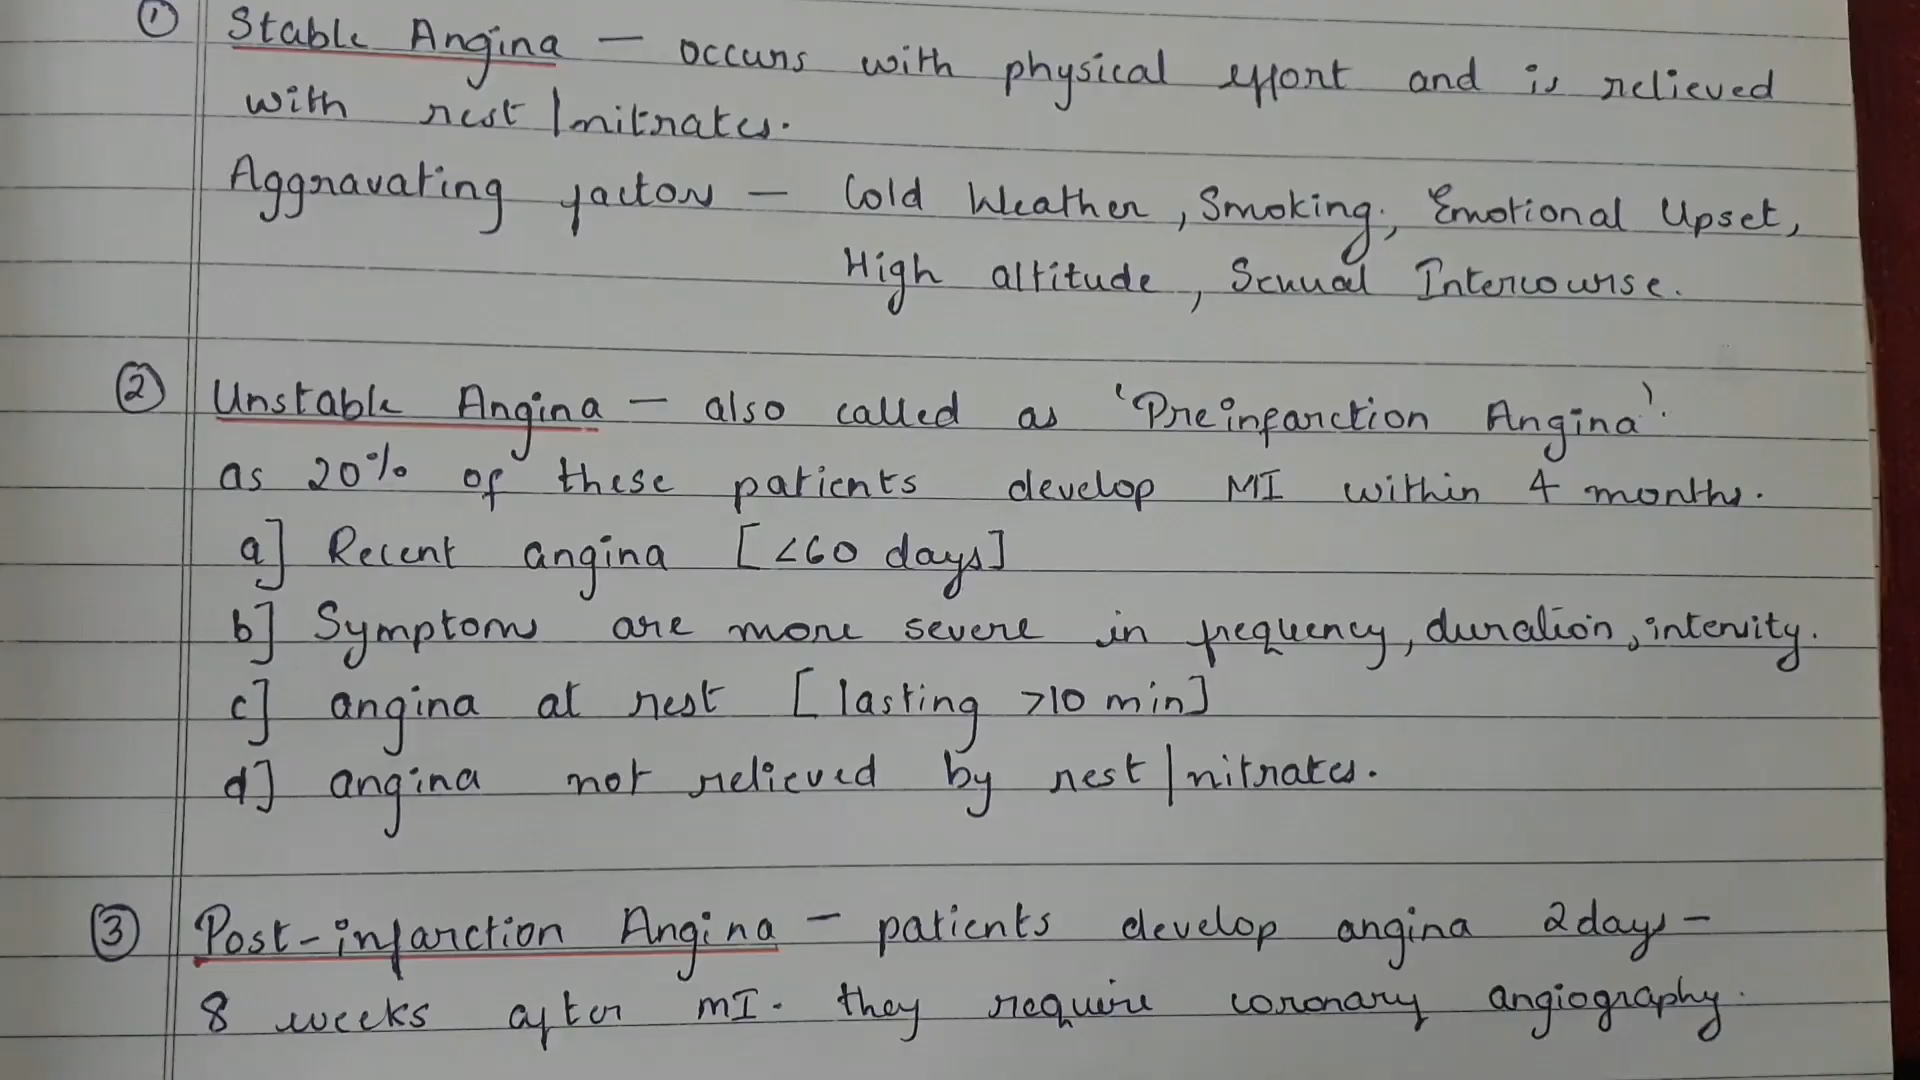 ① Stable Angina – occurs with physical effort and is relieved
with rest/nitrates.
Aggravating factors – Cold Weather, Smoking, Emotional Upset,
High altitude, Sexual Intercourse.
② Unstable Angina – also called as 'Preinfarction Angina'.
as 20% of these patients develop MI within 4 months.
a] Recent angina [<60 days]
b] Symptoms are more severe in frequency, duration, intensity.
c] angina at rest [lasting >10 min]
d] angina not relieved by rest/nitrates.
③ Post-infarction Angina – patients develop angina 2days –
8 weeks after MI. they require coronary angiography.